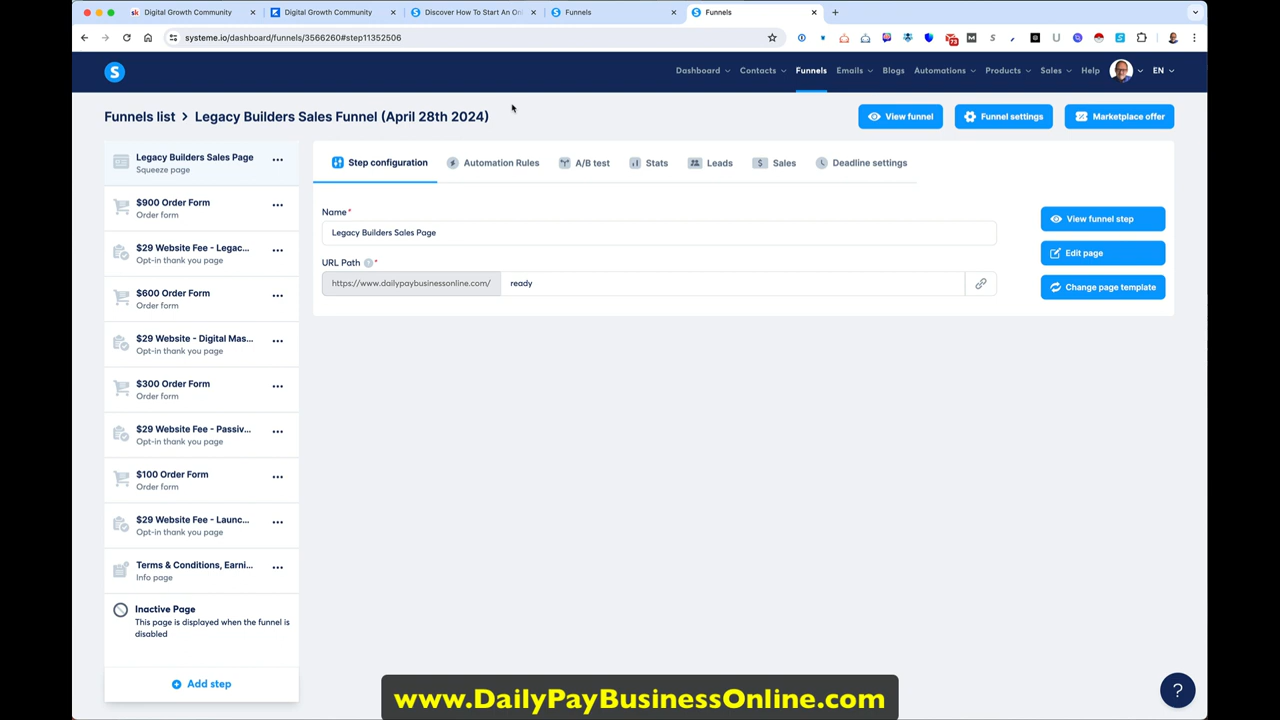 Digital Growth Community
Digital Growth Community
Discover How To Start An On
Funnels
Funnels
systeme.io/dashboard/funnels/3566260#step11352506
73
Dashboard
Contacts
Funnels
Emails
Blogs
Automations
Products
Sales
Help
EN
Funnels list > Legacy Builders Sales Funnel (April 28th 2024)
View funnel
Funnel settings
Marketplace offer
Legacy Builders Sales Page
Squeeze page
$900 Order Form
Order form
$29 Website Fee - Legac...
Opt-in thank you page
$600 Order Form
Order form
$29 Website - Digital Mas...
Opt-in thank you page
$300 Order Form
Order form
$29 Website Fee - Passiv...
Opt-in thank you page
$100 Order Form
Order form
$29 Website Fee - Launc...
Opt-in thank you page
Terms & Conditions, Earni...
Info page
Inactive Page
This page is displayed when the funnel is
disabled
Add step
Step configuration
Automation Rules
A/B test
Stats
Leads
Sales
Deadline settings
Name*
Legacy Builders Sales Page
URL Path ? *
https://www.dailypaybusinessonline.com/
ready
View funnel step
Edit page
Change page template
?
www.DailyPayBusinessOnline.com